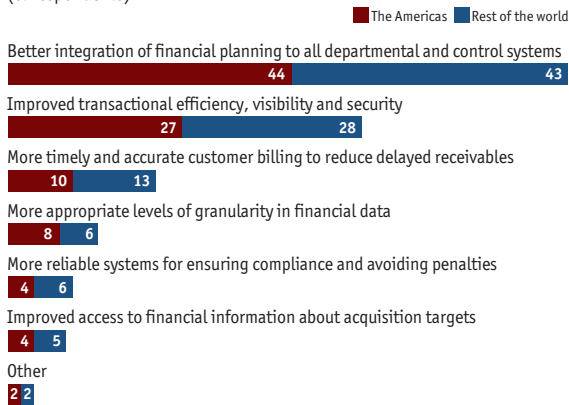 The Americas Rest of the world
Better integration of financial planning to all departmental and control systems
44 43
Improved transactional efficiency, visibility and security
27 28
More timely and accurate customer billing to reduce delayed receivables
10 13
More appropriate levels of granularity in financial data
8 6
More reliable systems for ensuring compliance and avoiding penalties
4 6
Improved access to financial information about acquisition targets
4 5
Other
2 2